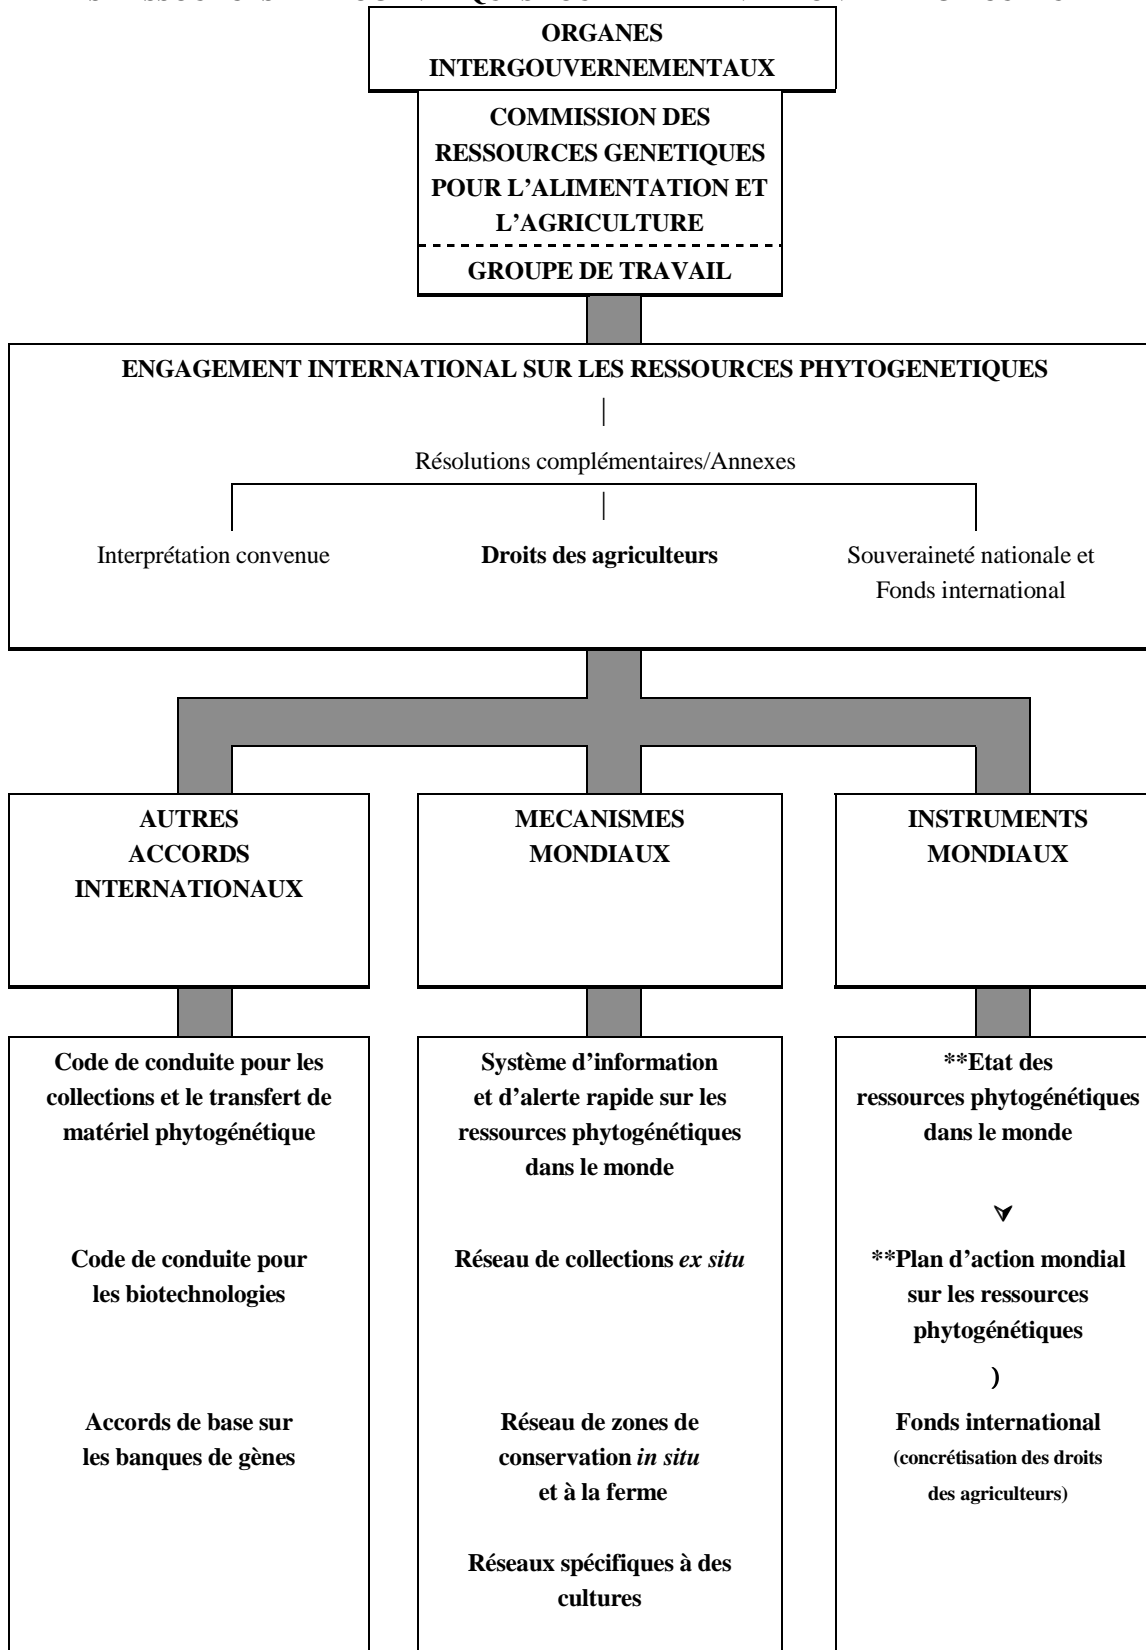 ORGANES
INTERGOUVERNEMENTAUX
COMMISSION DES
RESSOURCES GENETIQUES
POUR L’ALIMENTATION ET
L’AGRICULTURE
GROUPE DE TRAVAIL
ENGAGEMENT INTERNATIONAL SUR LES RESSOURCES PHYTOGENETIQUES
Résolutions complémentaires/Annexes
Interprétation convenue
Droits des agriculteurs
Souveraineté nationale et
Fonds international
AUTRES
ACCORDS
INTERNATIONAUX
MECANISMES
MONDIAUX
INSTRUMENTS
MONDIAUX
Code de conduite pour les
collections et le transfert de
matériel phytogénétique
Code de conduite pour
les biotechnologies
Accords de base sur
les banques de gènes
Système d’information
et d’alerte rapide sur les
ressources phytogénétiques
dans le monde
Réseau de collections ex situ
Réseau de zones de
conservation in situ
et à la ferme
Réseaux spécifiques à des
cultures
**Etat des
ressources phytogénétiques
dans le monde
**Plan d’action mondial
sur les ressources
phytogénétiques
)
Fonds international
(concrétisation des droits
des agriculteurs)